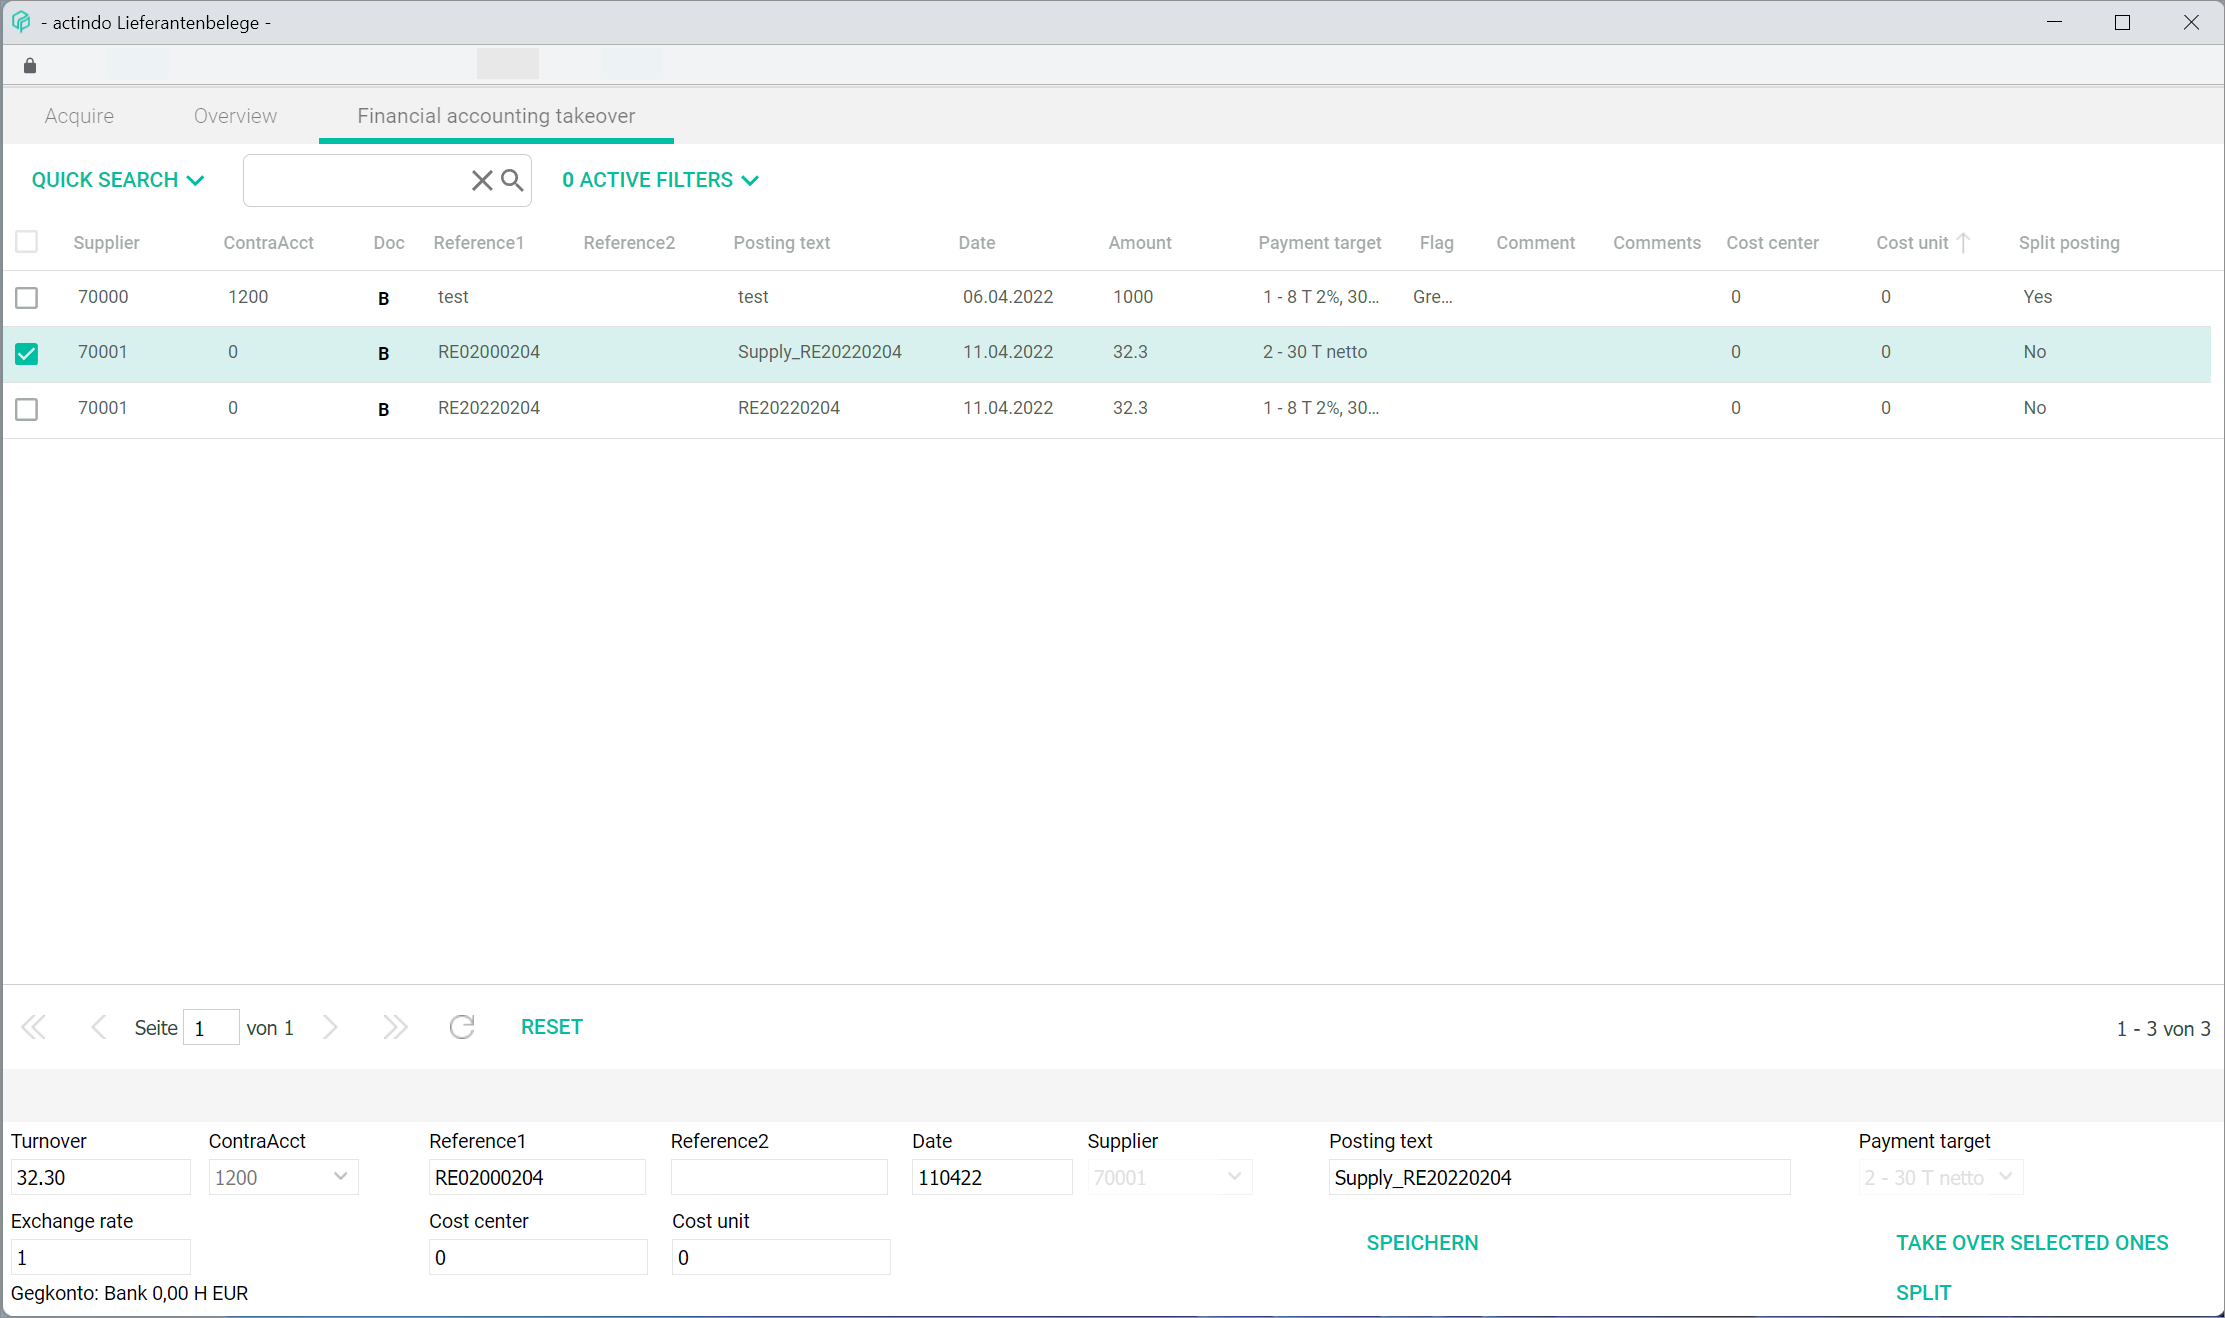 - actindo Lieferantenbelege -
Acquire Overview Financial accounting takeover
QUICK SEARCH 0 ACTIVE FILTERS
Supplier ContraAcct Doc Reference1 Reference2 Posting text Date Amount Payment target Flag Comment Comments Cost center Cost unit Split posting
70000 1200 B test test 06.04.2022 1000 1 - 8 T 2%, 30... Gre... 0 0 Yes
70001 0 B RE02000204 Supply_RE20220204 11.04.2022 32.3 2 - 30 T netto 0 0 No
70001 0 B RE20220204 RE20220204 11.04.2022 32.3 1 - 8 T 2%, 30... 0 0 No
Seite 1 von 1 RESET 1 - 3 von 3
Turnover ContraAcct Reference1 Reference2 Date Supplier Posting text Payment target
32.30 1200 RE02000204 110422 70001 Supply_RE20220204 2 - 30 T netto
Exchange rate Cost center Cost unit
SPEICHERN TAKE OVER SELECTED ONES
1 0 0
Gegkonto: Bank 0,00 H EUR SPLIT